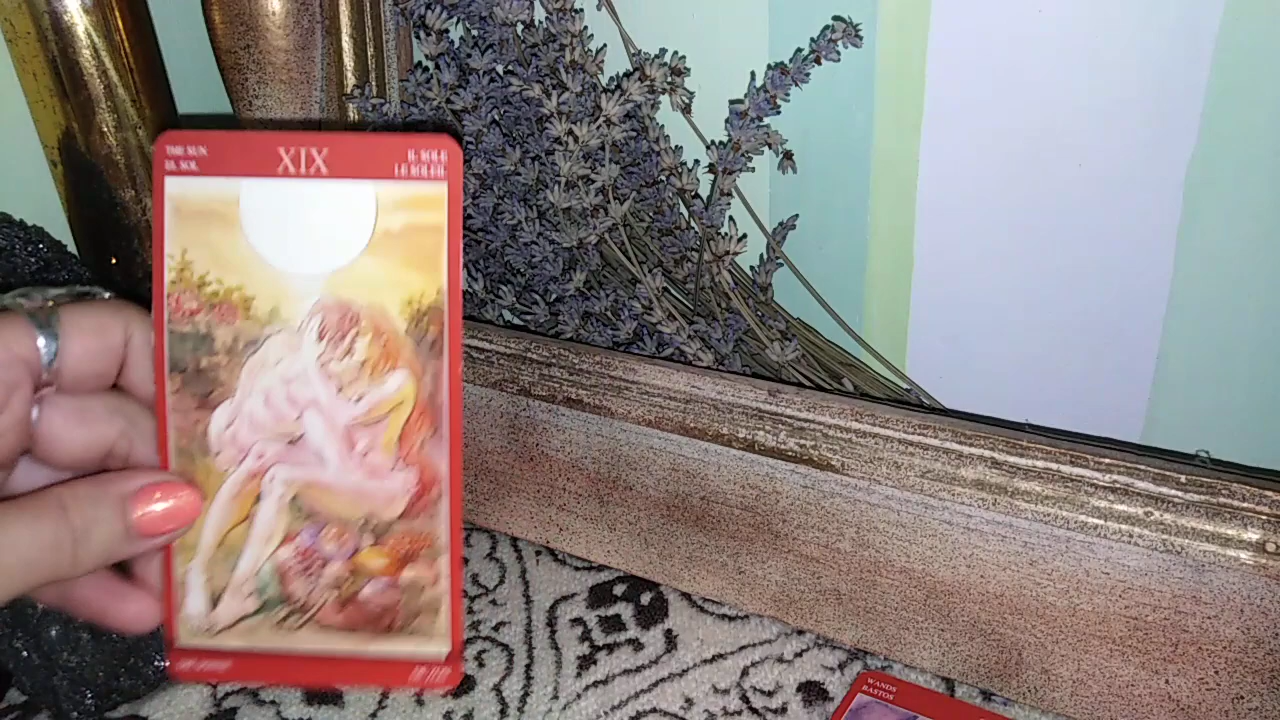 THE SUN
EL SOL
XIX
IL SOLE
LE SOLEIL
WANDS
BASTOS